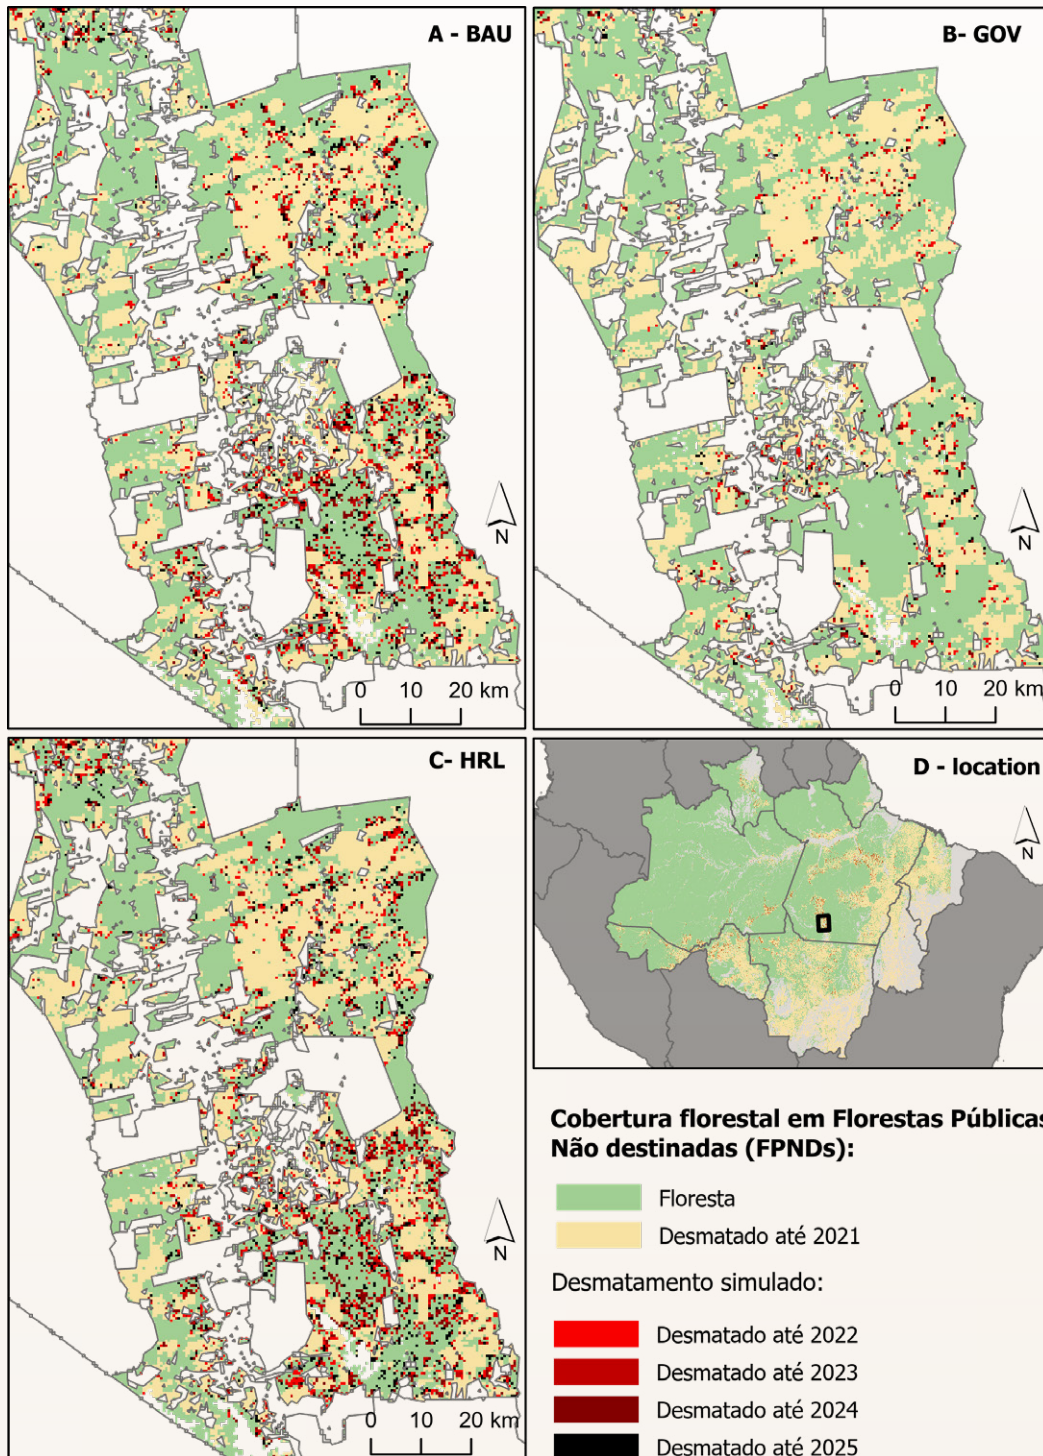 A - BAU
N
0 10 20 km
B- GOV
N
0 10 20 km
C- HRL
N
0 10 20 km
D - location
N
Cobertura florestal em Florestas Públicas
Não destinadas (FPNDs):
Floresta
Desmatado até 2021
Desmatamento simulado:
Desmatado até 2022
Desmatado até 2023
Desmatado até 2024
Desmatado até 2025